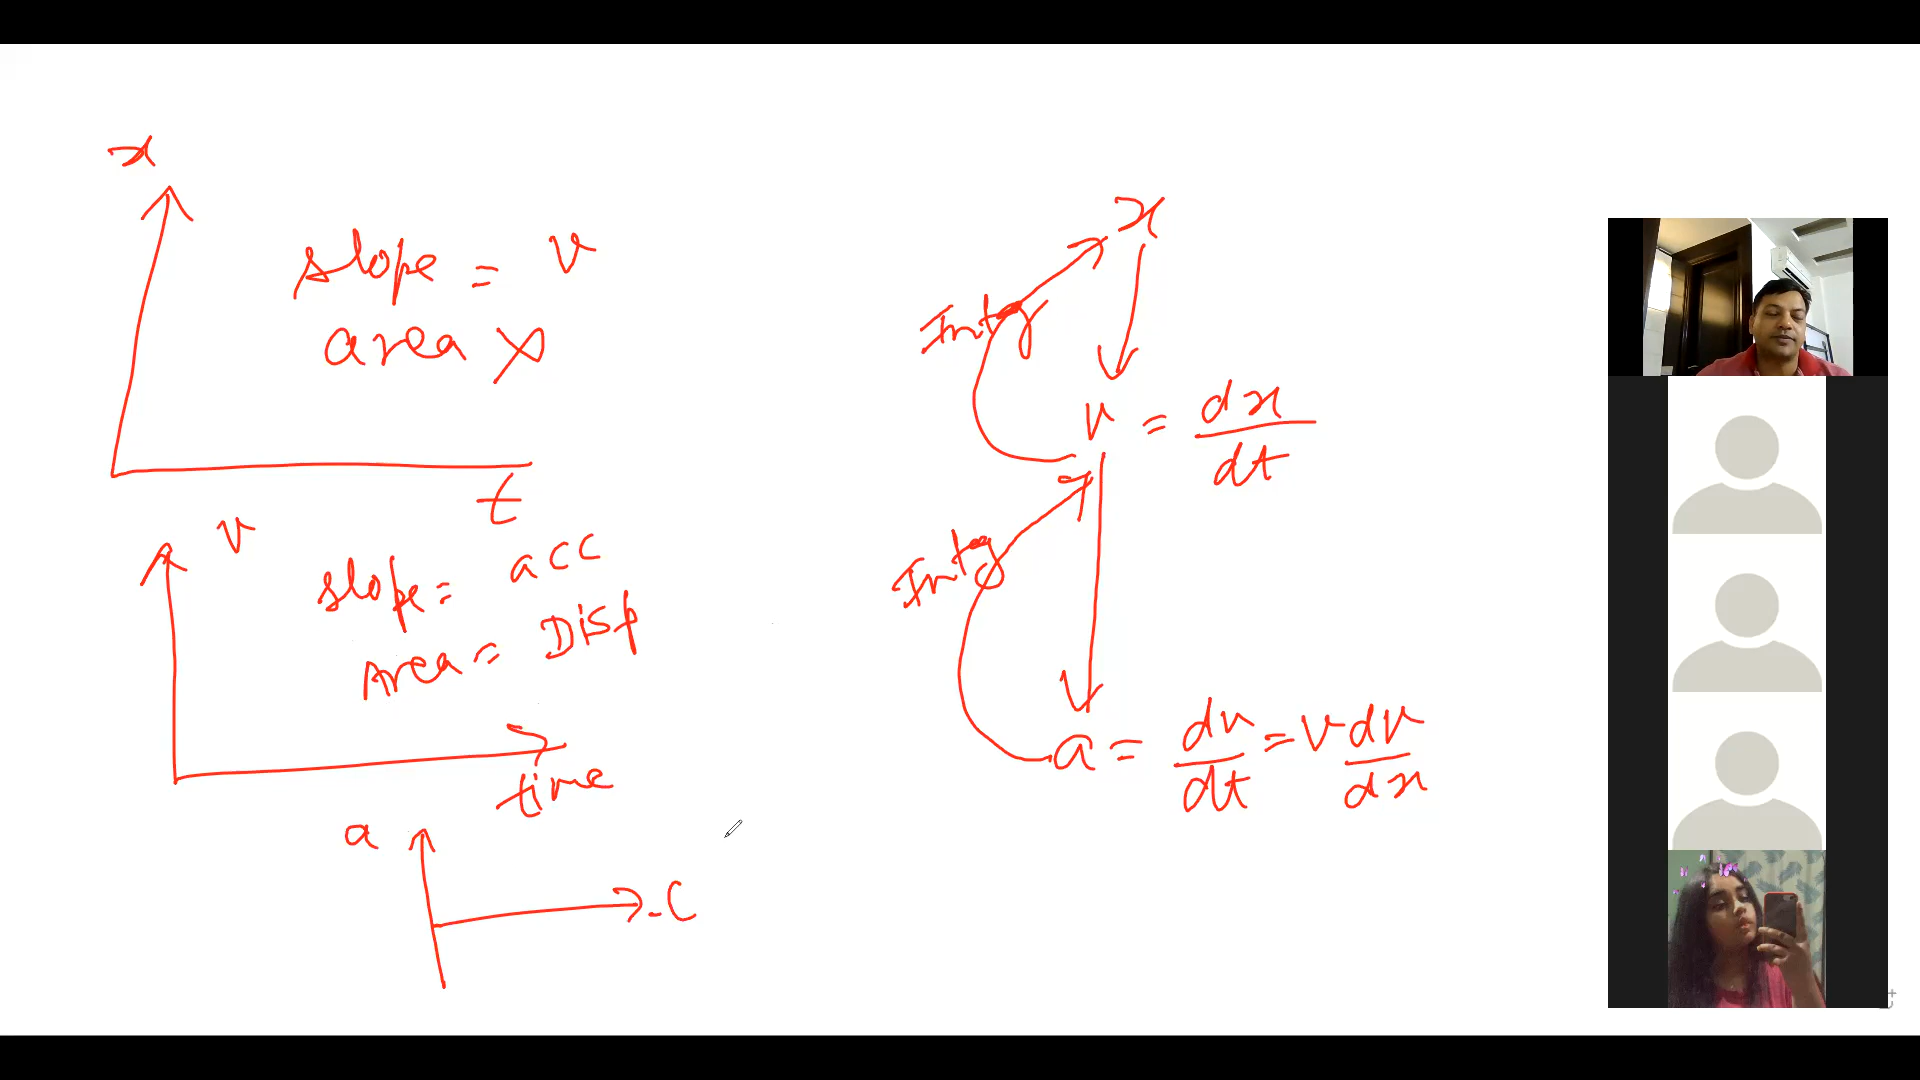 x
slope = v
area ×
t
v
slope = acc
Area = Disp
time
a
x
Integ
v = dx/dt
Integ
a = dv/dt = v dv/dx